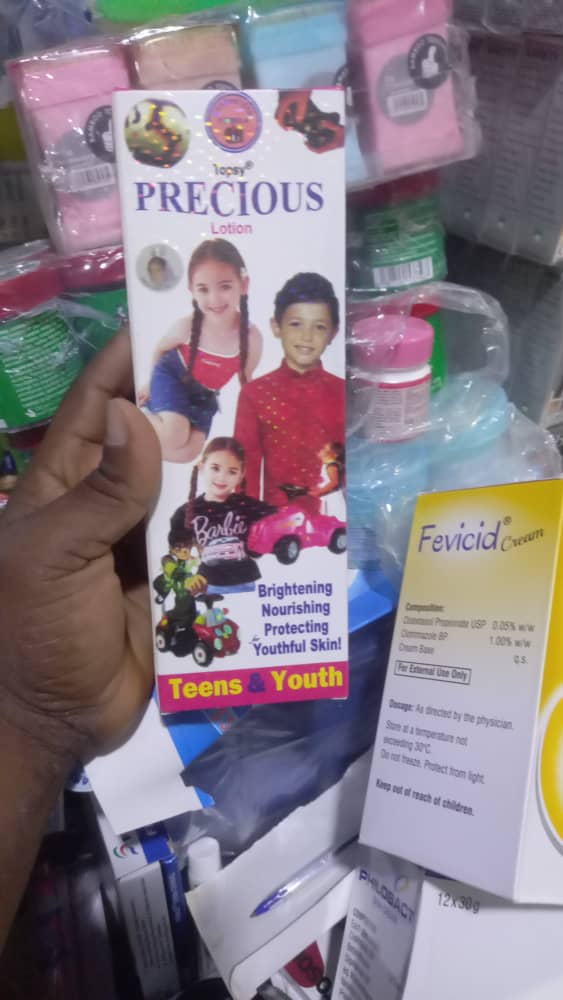 Topsy®
PRECIOUS
Lotion
Barbie
Brightening
Nourishing
Protecting
for Youthful Skin!
Teens & Youth
Fevicid® Cream
Composition:
Clobetasol Propionate USP 0.05% w/w
Clotrimazole BP 1.00% w/w
Cream Base q.s.
For External Use Only
Dosage: As directed by the physician.
Store at a temperature not
exceeding 30°C.
Do not freeze. Protect from light.
Keep out of reach of children.
12x30g